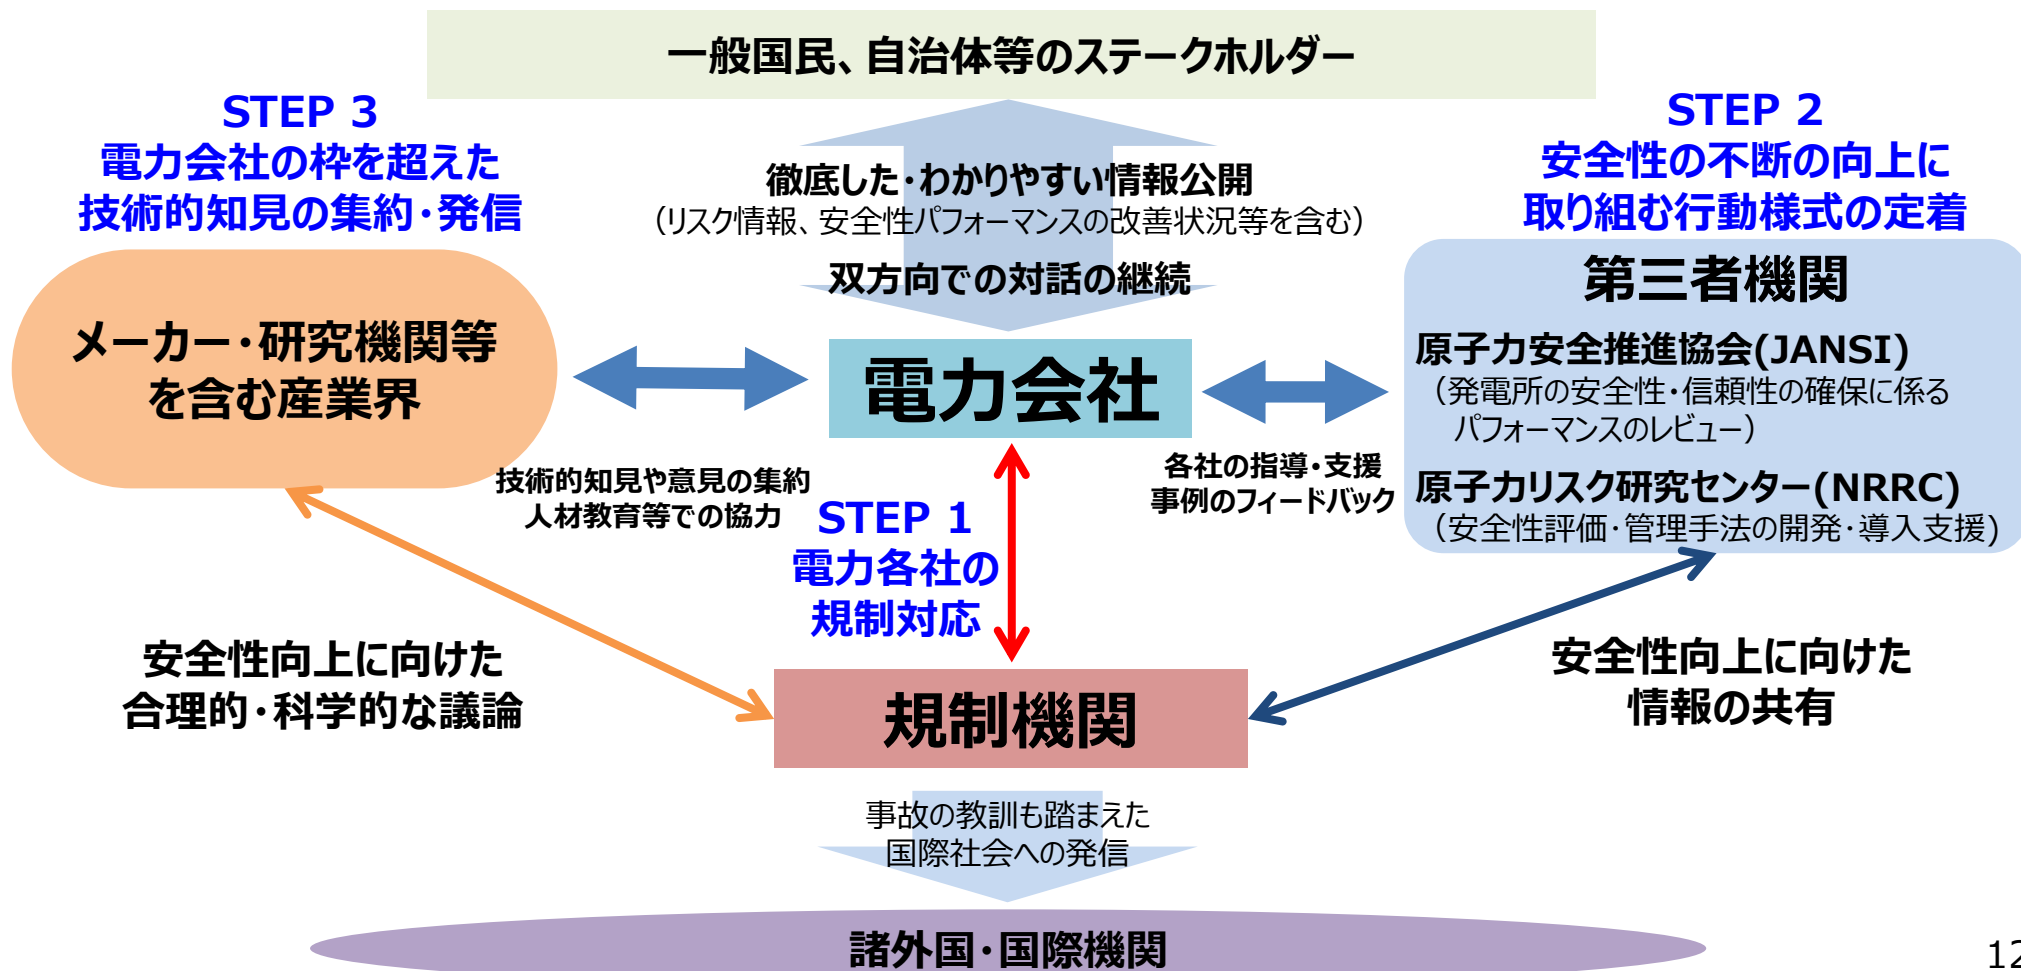 一般国民、自治体等のステークホルダー
STEP 3
電力会社の枠を超えた
技術的知見の集約・発信
STEP 2
安全性の不断の向上に
取り組む行動様式の定着
徹底した・わかりやすい情報公開
（リスク情報、安全性パフォーマンスの改善状況等を含む）
双方向での対話の継続
メーカー・研究機関等
を含む産業界
電力会社
第三者機関
原子力安全推進協会(JANSI)
（発電所の安全性・信頼性の確保に係る
パフォーマンスのレビュー）
原子力リスク研究センター(NRRC)
（安全性評価・管理手法の開発・導入支援)
技術的知見や意見の集約
人材教育等での協力
各社の指導・支援
事例のフィードバック
STEP 1
電力各社の
規制対応
安全性向上に向けた
合理的・科学的な議論
安全性向上に向けた
情報の共有
規制機関
事故の教訓も踏まえた
国際社会への発信
諸外国・国際機関
12